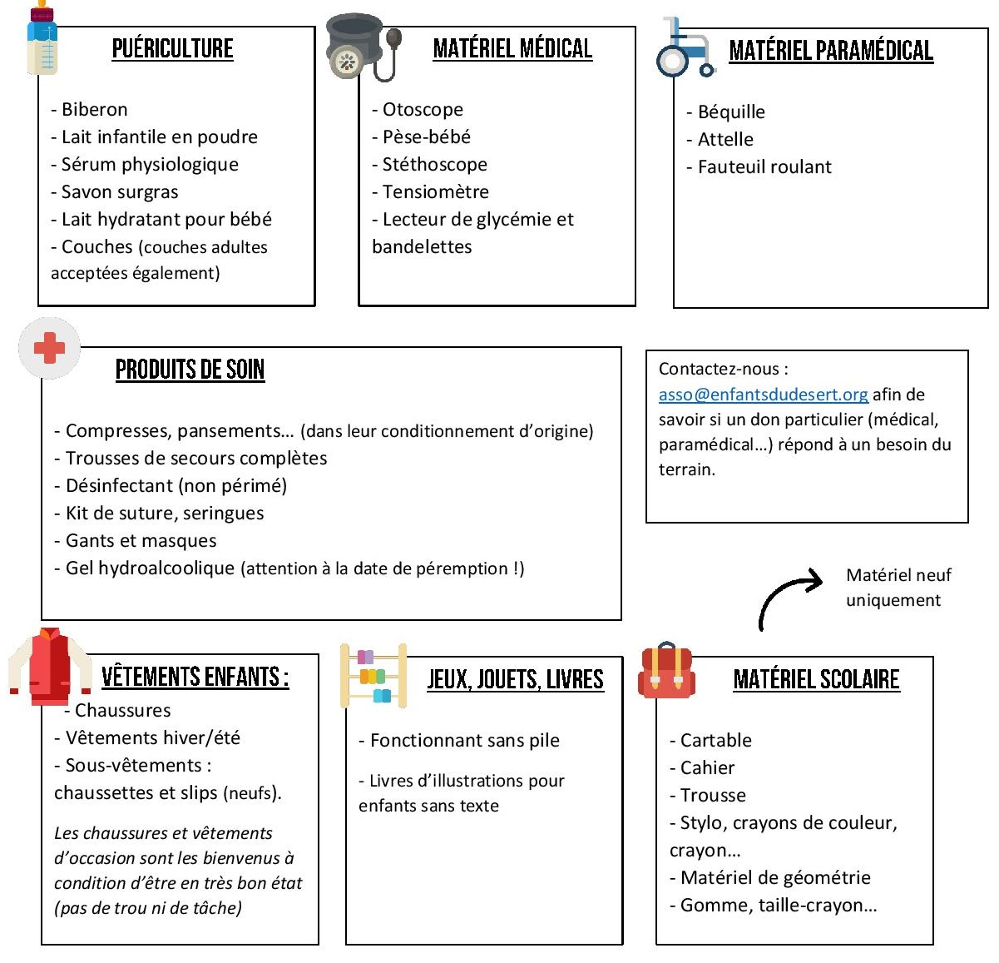 PUÉRICULTURE
- Biberon
- Lait infantile en poudre
- Sérum physiologique
- Savon surgras
- Lait hydratant pour bébé
- Couches (couches adultes
acceptées également)
MATÉRIEL MÉDICAL
- Otoscope
- Pèse-bébé
- Stéthoscope
- Tensiomètre
- Lecteur de glycémie et
bandelettes
MATÉRIEL PARAMÉDICAL
- Béquille
- Attelle
- Fauteuil roulant
PRODUITS DE SOIN
- Compresses, pansements... (dans leur conditionnement d’origine)
- Trousses de secours complètes
- Désinfectant (non périmé)
- Kit de suture, seringues
- Gants et masques
- Gel hydroalcoolique (attention à la date de péremption !)
Contactez-nous :
asso@enfantsdudesert.org afin de
savoir si un don particulier (médical,
paramédical...) répond à un besoin du
terrain.
Matériel neuf
uniquement
VÊTEMENTS ENFANTS :
- Chaussures
- Vêtements hiver/été
- Sous-vêtements :
chaussettes et slips (neufs).
Les chaussures et vêtements
d’occasion sont les bienvenus à
condition d’être en très bon état
(pas de trou ni de tâche)
JEUX, JOUETS, LIVRES
- Fonctionnant sans pile
- Livres d’illustrations pour
enfants sans texte
MATÉRIEL SCOLAIRE
- Cartable
- Cahier
- Trousse
- Stylo, crayons de couleur,
crayon...
- Matériel de géométrie
- Gomme, taille-crayon...